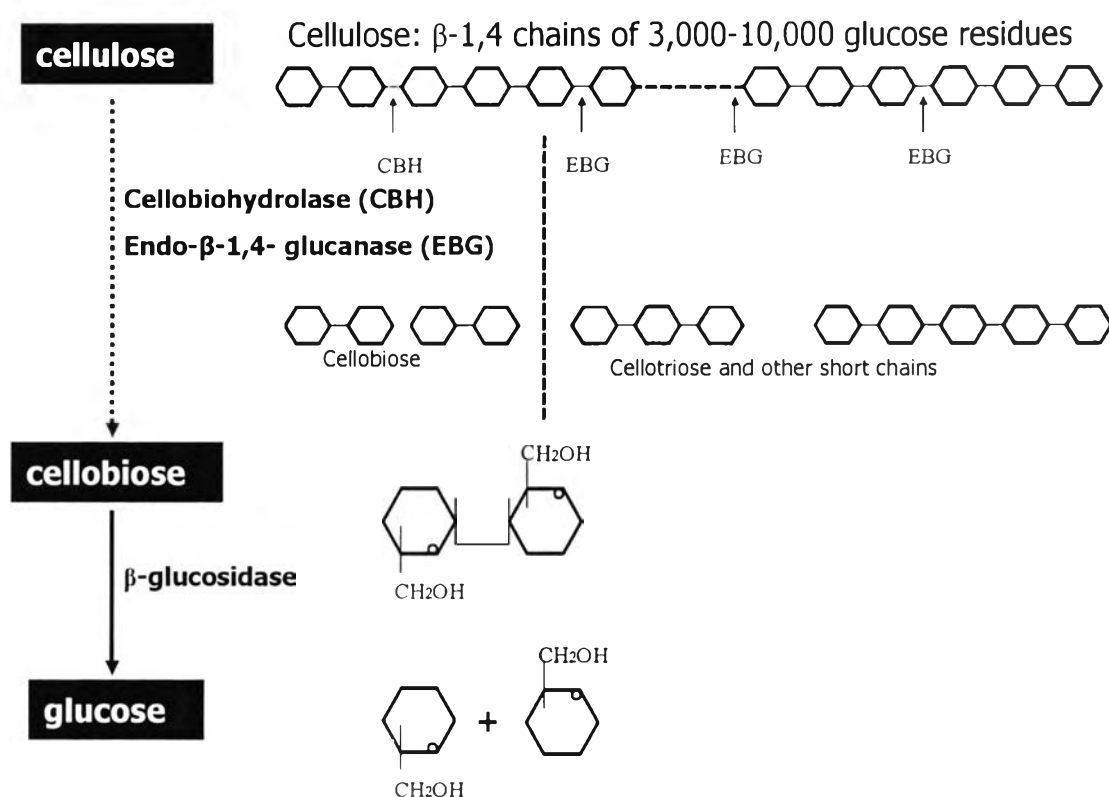 cellulose
Cellulose: β-1,4 chains of 3,000-10,000 glucose residues
CBH
EBG
EBG
EBG
Cellobiohydrolase (CBH)
Endo-β-1,4- glucanase (EBG)
Cellobiose
Cellotriose and other short chains
cellobiose
CH2OH
CH2OH
β-glucosidase
glucose
CH2OH
+
CH2OH